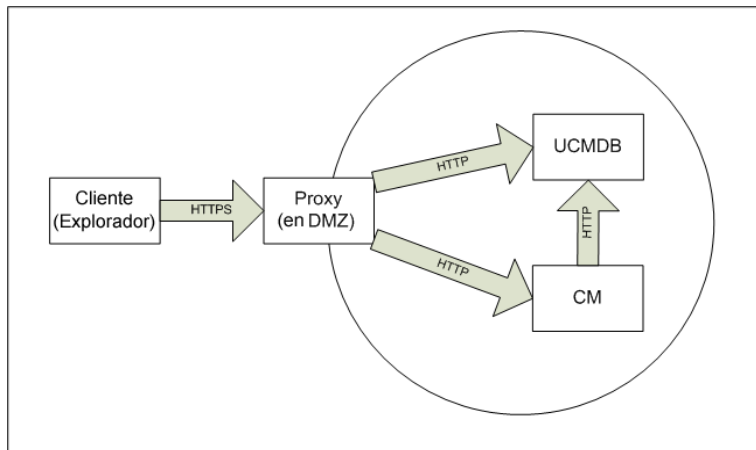 Cliente
(Explorador)
HTTPS
Proxy
(en DMZ)
HTTP
HTTP
UCMDB
HTTP
CM